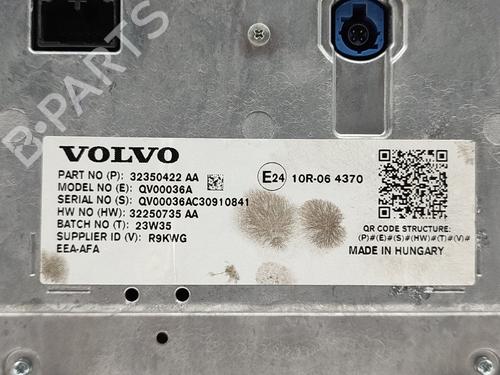 B-PARTS
VOLVO
PART NO (P): 32350422 AA
MODEL NO (E): QV00036A
SERIAL NO (S): QV00036AC30910841
HW NO (HW): 32250735 AA
BATCH NO (T): 23W35
SUPPLIER ID (V): R9KWG
EEA-AFA
E24 10R-06 4370
QR CODE STRUCTURE:
(P)#(E)#(S)#(HW)#(T)#(V)#
MADE IN HUNGARY